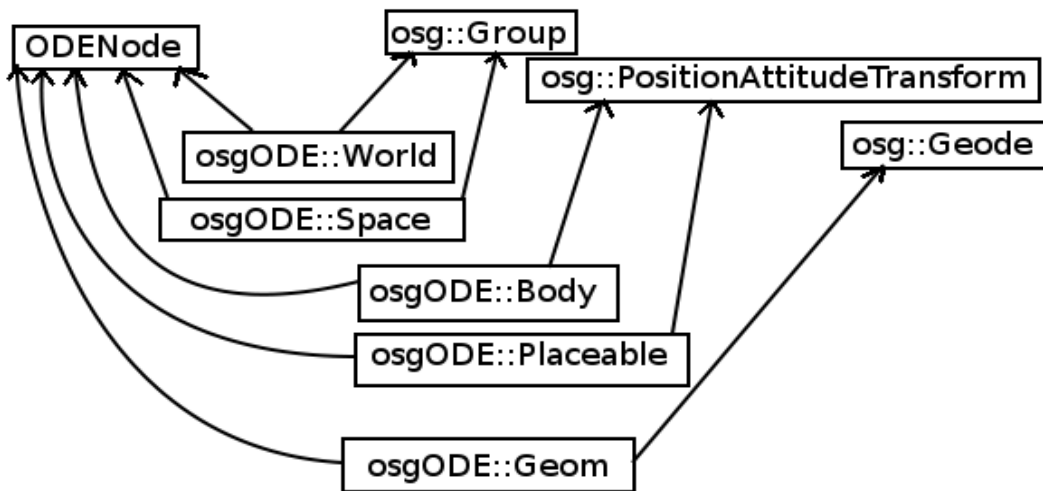 ODENode
osg::Group
osg::PositionAttitudeTransform
osg::Geode
osgODE::World
osgODE::Space
osgODE::Body
osgODE::Placeable
osgODE::Geom